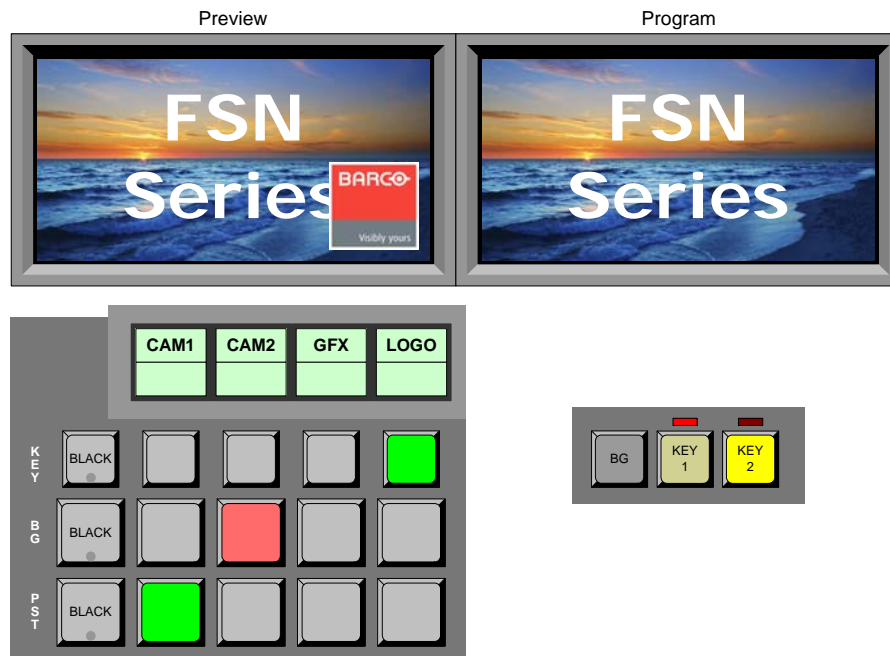 Preview
Program
FSN
Series
BARCO
Visibly yours
FSN
Series
CAM1
CAM2
GFX
LOGO
KEY
BLACK
BG
BLACK
PST
BLACK
BG
KEY
1
KEY
2